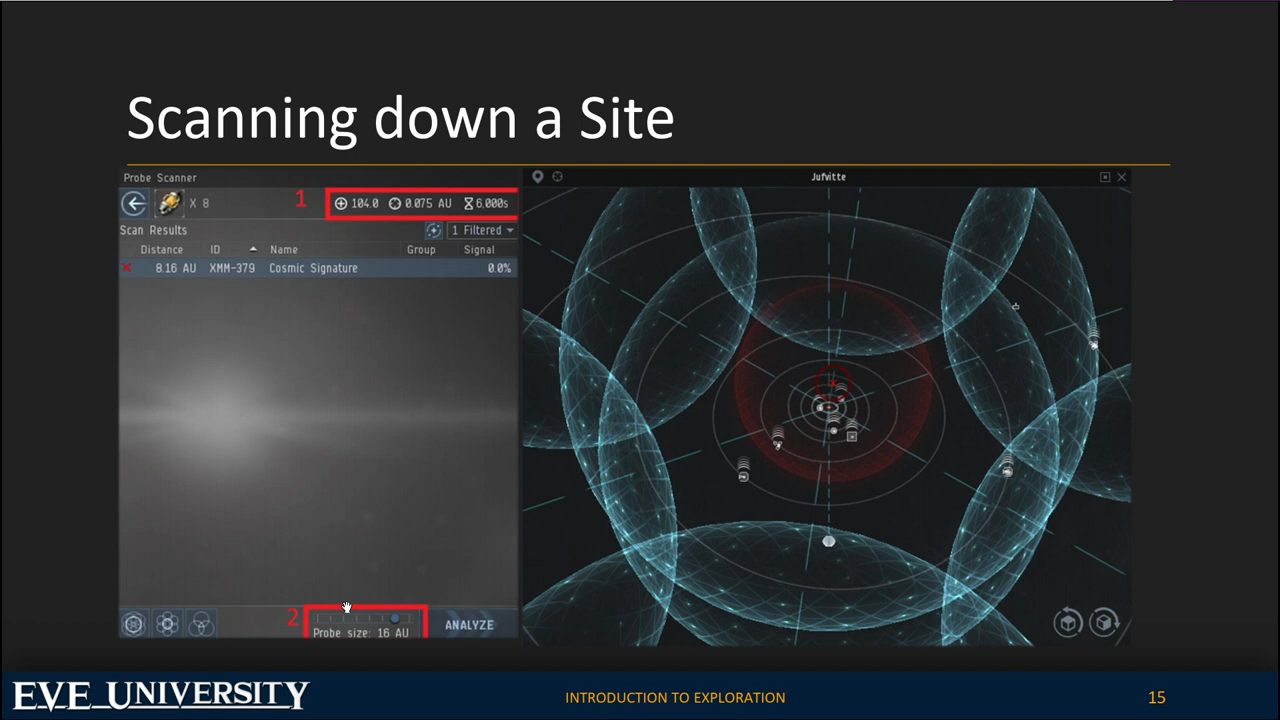 Scanning down a Site
Probe Scanner
X 8
1
104.0 0.075 AU 6,000s
Scan Results
1 Filtered
Distance ID Name Group Signal
8.16 AU XMM-379 Cosmic Signature 0.0%
2
Probe size: 16 AU
ANALYZE
Jufvitte
EVE UNIVERSITY
INTRODUCTION TO EXPLORATION
15